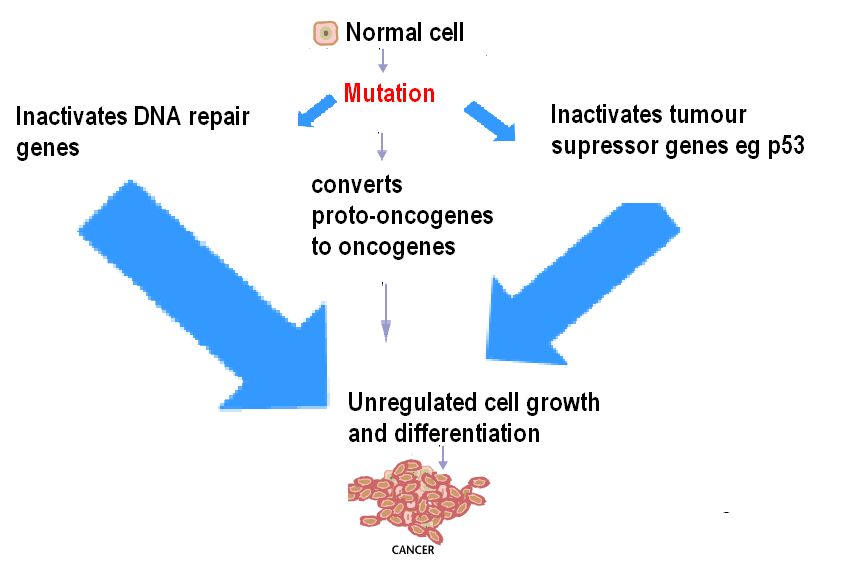 Normal cell
Mutation
Inactivates DNA repair
genes
Inactivates tumour
supressor genes eg p53
converts
proto-oncogenes
to oncogenes
Unregulated cell growth
and differentiation
CANCER